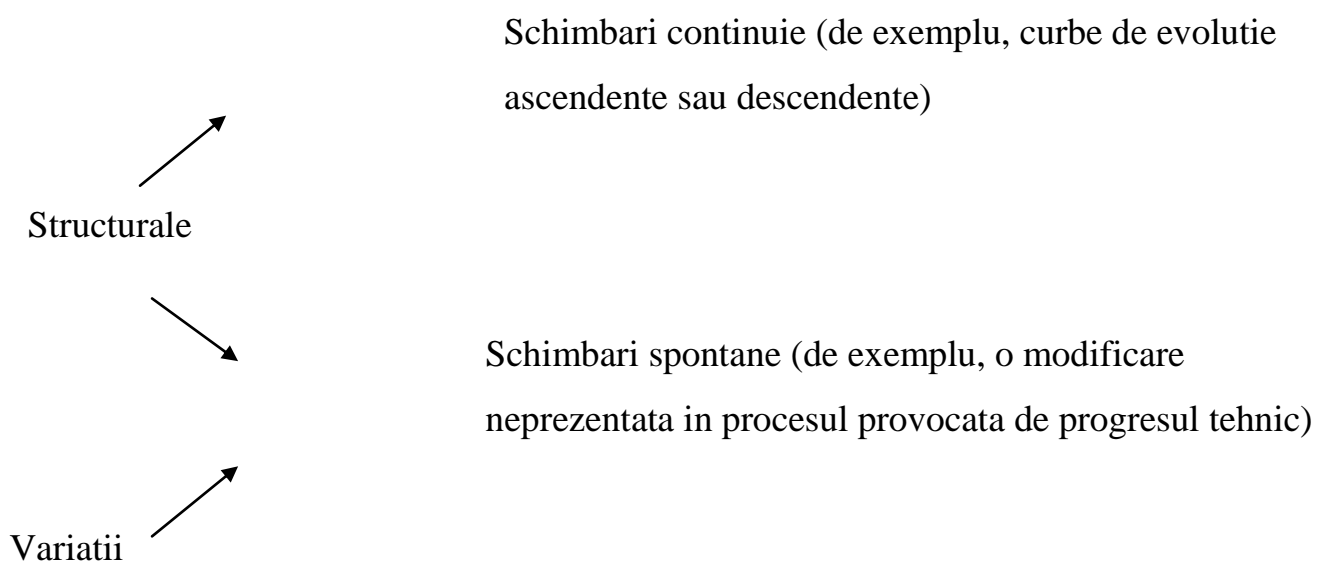 Schimbari continuie (de exemplu, curbe de evolutie
ascendente sau descendente)
Structurale
Schimbari spontane (de exemplu, o modificare
neprezentata in procesul provocata de progresul tehnic)
Variatii